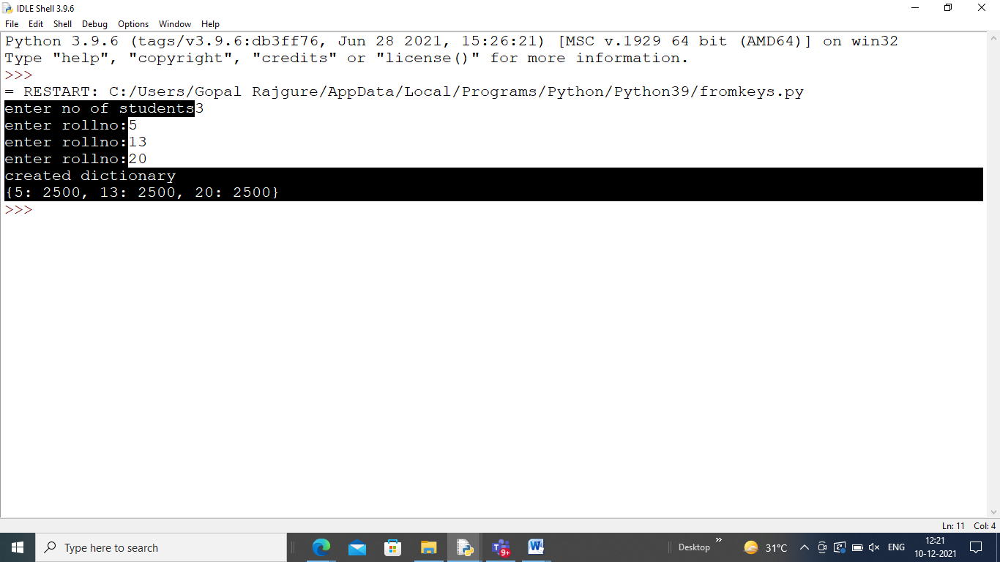 IDLE Shell 3.9.6
File Edit Shell Debug Options Window Help
Python 3.9.6 (tags/v3.9.6:db3ff76, Jun 28 2021, 15:26:21) [MSC v.1929 64 bit (AMD64)] on win32
Type "help", "copyright", "credits" or "license()" for more information.
>>>
= RESTART: C:/Users/Gopal Rajgure/AppData/Local/Programs/Python/Python39/fromkeys.py
enter no of students3
enter rollno:5
enter rollno:13
enter rollno:20
created dictionary
{5: 2500, 13: 2500, 20: 2500}
>>>
Ln: 11 Col: 4
Type here to search
9+
W
Desktop
31°C
ENG
12:21
10-12-2021